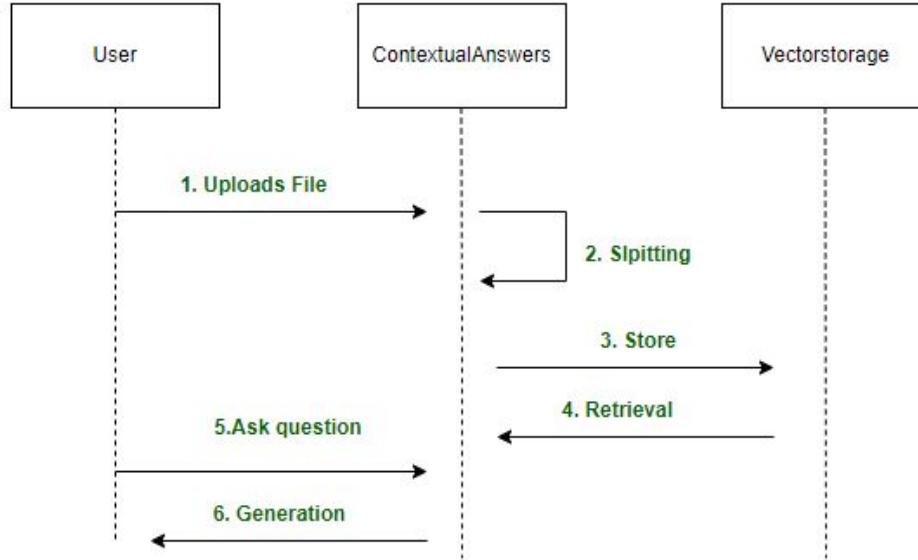 User
ContextualAnswers
Vectorstorage
1. Uploads File
2. Slpitting
3. Store
4. Retrieval
5.Ask question
6. Generation